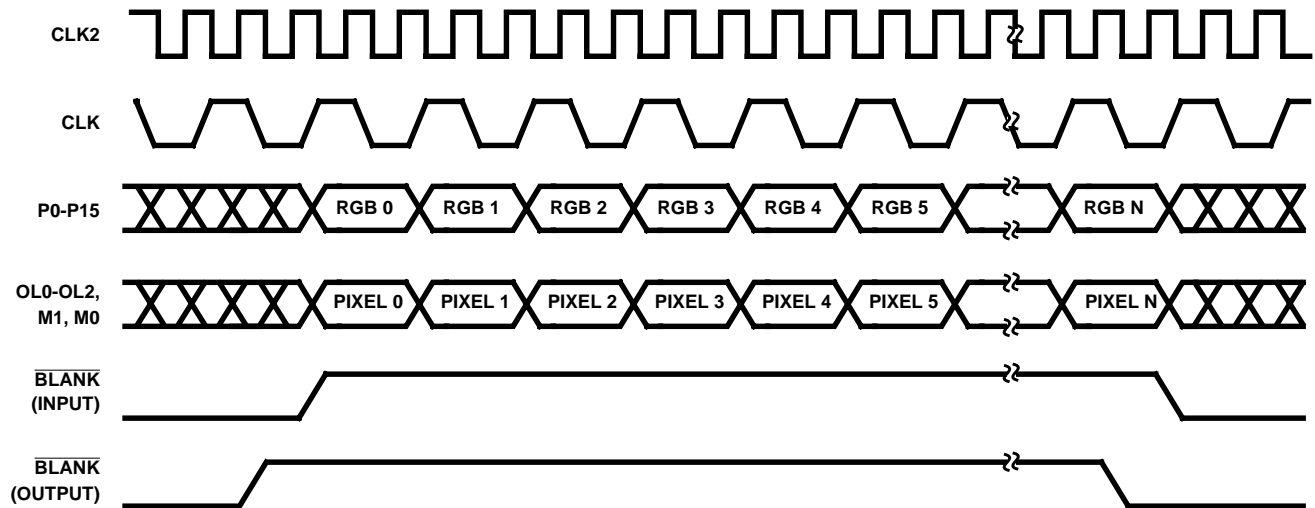 CLK2
CLK
P0-P15
RGB 0 RGB 1 RGB 2 RGB 3 RGB 4 RGB 5 RGB N
OL0-OL2,
M1, M0
PIXEL 0 PIXEL 1 PIXEL 2 PIXEL 3 PIXEL 4 PIXEL 5 PIXEL N
BLANK
(INPUT)
BLANK
(OUTPUT)